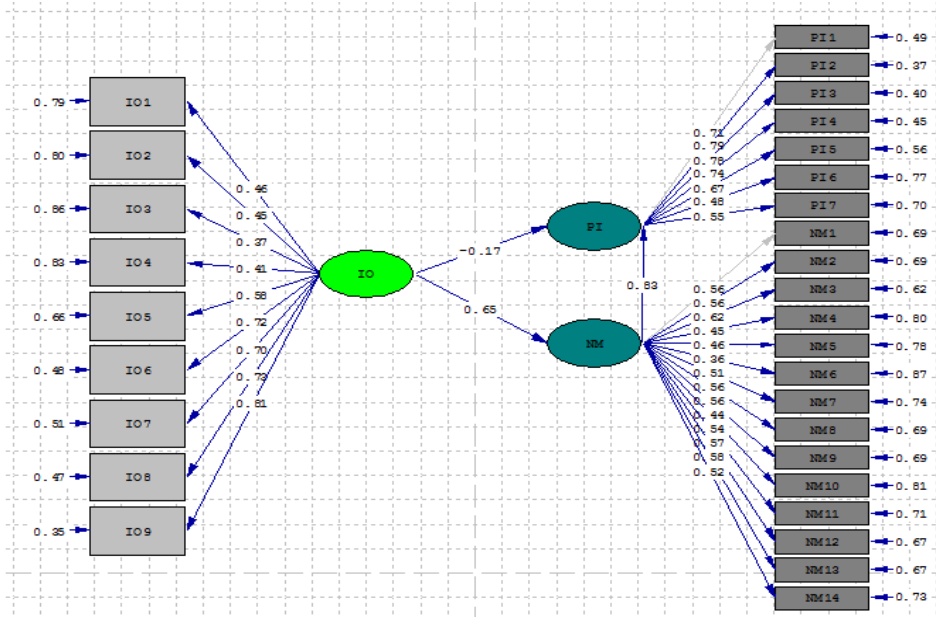 0.79 IO1
0.80 IO2
0.86 IO3
0.83 IO4
0.66 IO5
0.48 IO6
0.51 IO7
0.47 IO8
0.35 IO9
0.46
0.45
0.37
0.41
0.58
0.72
0.70
0.73
0.81
IO
-0.17
0.65
PI
0.83
NM
0.71
0.79
0.78
0.74
0.67
0.48
0.55
0.56
0.56
0.62
0.45
0.46
0.36
0.51
0.56
0.56
0.44
0.54
0.57
0.58
0.52
PI1 0.49
PI2 0.37
PI3 0.40
PI4 0.45
PI5 0.56
PI6 0.77
PI7 0.70
NM1 0.69
NM2 0.69
NM3 0.62
NM4 0.80
NM5 0.78
NM6 0.87
NM7 0.74
NM8 0.69
NM9 0.69
NM10 0.81
NM11 0.71
NM12 0.67
NM13 0.67
NM14 0.73